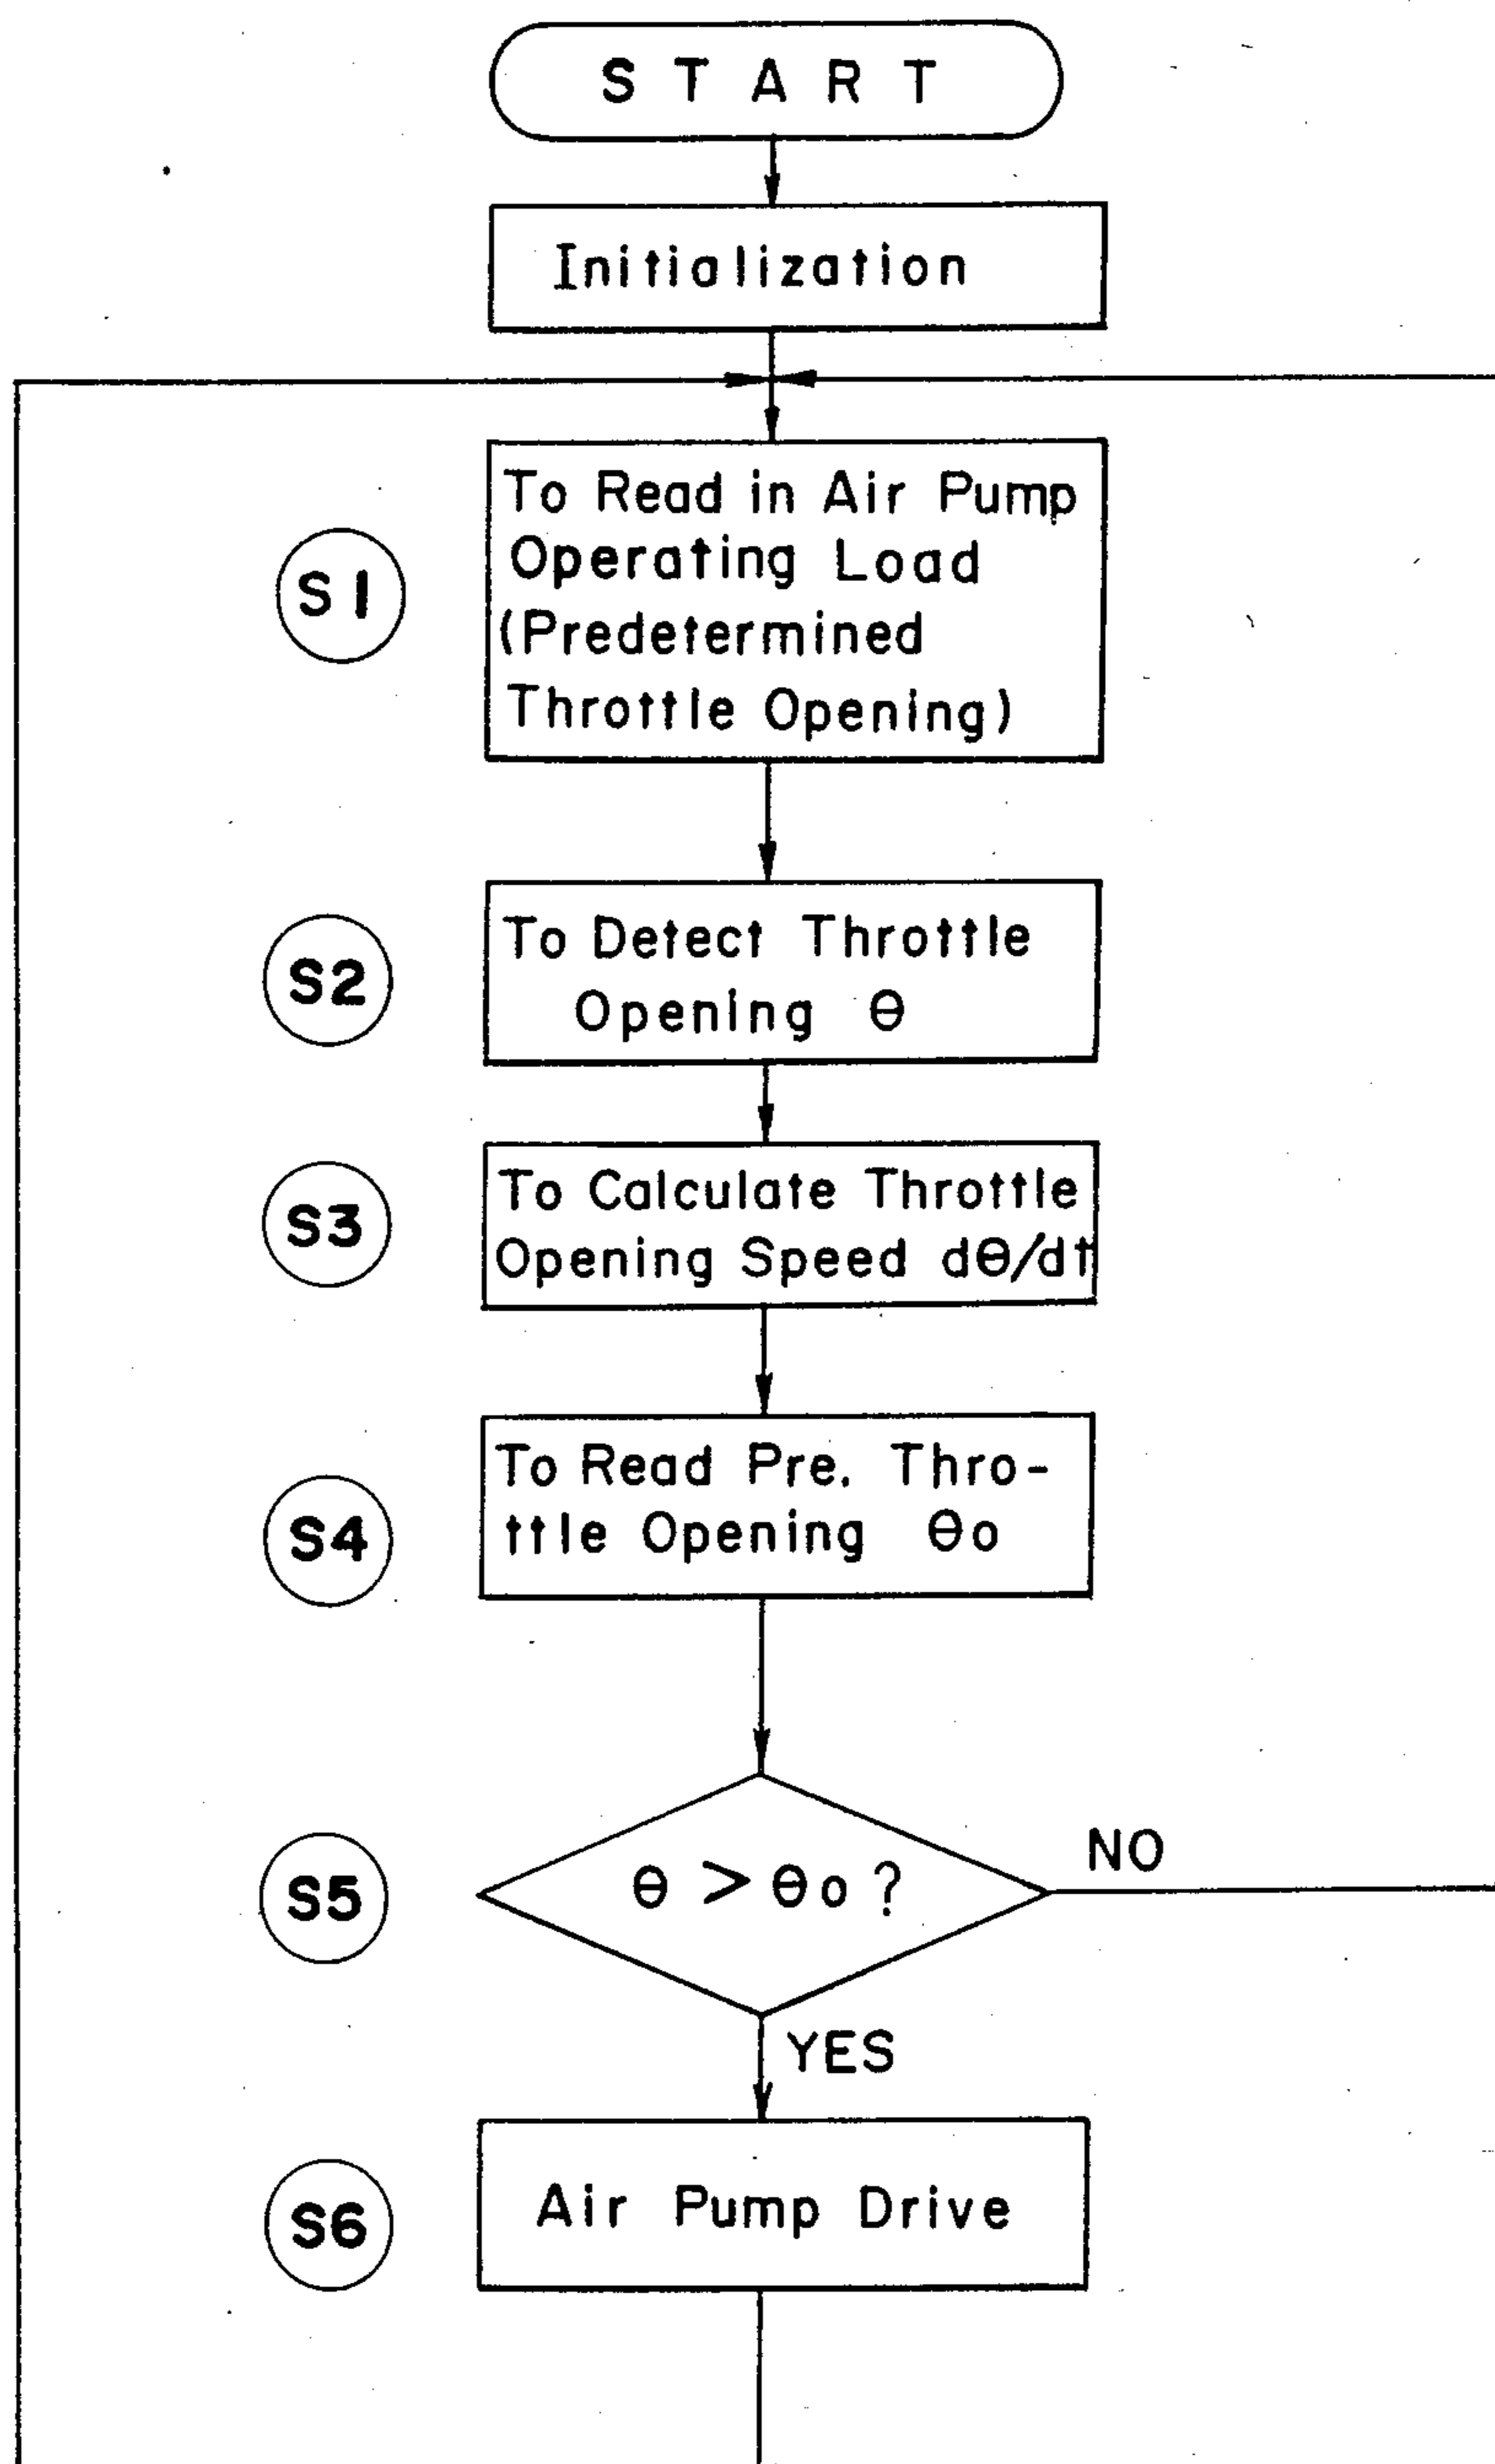 START
Initialization
S1
To Read in Air Pump
Operating Load
(Predetermined
Throttle Opening)
S2
To Detect Throttle
Opening θ
S3
To Calculate Throttle
Opening Speed dθ/dt
S4
To Read Pre. Thro-
ttle Opening θo
S5
θ > θo ?
NO
YES
S6
Air Pump Drive